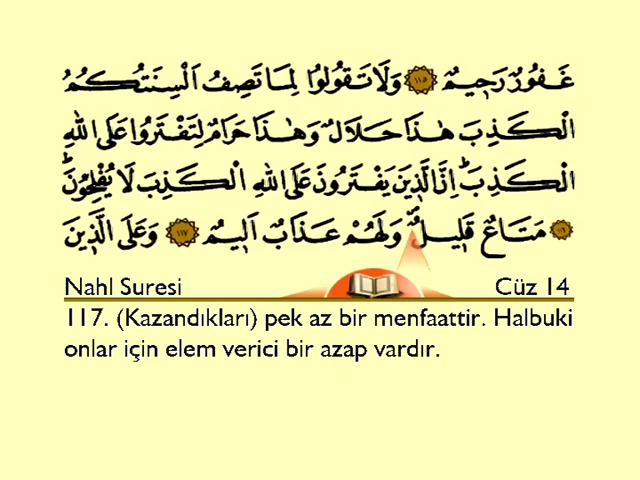 غَفُورٌ رَح۪يمٌ ﴿١١٥﴾ وَلَا تَقُولُوا لِمَا تَصِفُ اَلْسِنَتُكُمُ
الْكَذِبَ هٰذَا حَلَالٌ وَهٰذَا حَرَامٌ لِتَفْتَرُوا عَلَى اللّٰهِ
الْكَذِبَۜ اِنَّ الَّذ۪ينَ يَفْتَرُونَ عَلَى اللّٰهِ الْكَذِبَ لَا يُفْلِحُونَۜ
﴿١١٦﴾ مَتَاعٌ قَل۪يلٌۖ وَلَهُمْ عَذَابٌ اَل۪يمٌ ﴿١١٧﴾ وَعَلَى الَّذ۪ينَ
Nahl Suresi Cüz 14
117. (Kazandıkları) pek az bir menfaattir. Halbuki
onlar için elem verici bir azap vardır.